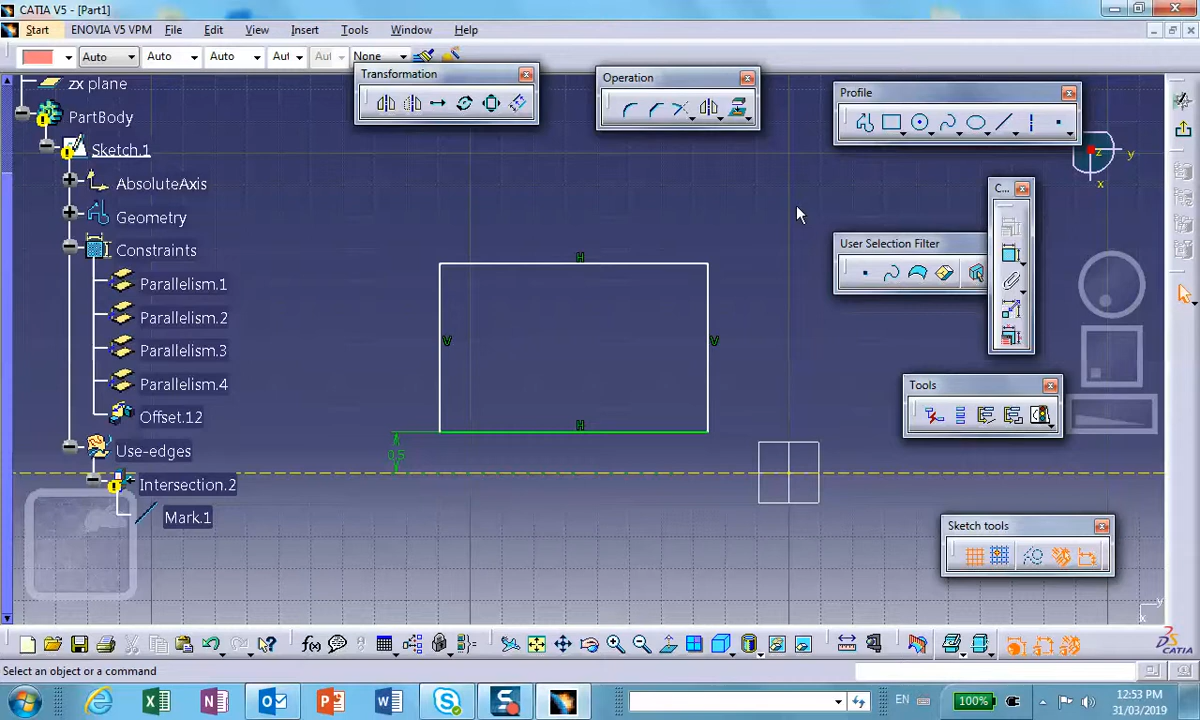 CATIA V5 - [Part1]
Start ENOVIA V5 VPM File Edit View Insert Tools Window Help
Auto Auto Auto Aut Aut None
Transformation
Operation
Profile
zx plane
PartBody
Sketch.1
AbsoluteAxis
Geometry
Constraints
Parallelism.1
Parallelism.2
Parallelism.3
Parallelism.4
Offset.12
Use-edges
Intersection.2
Mark.1
H
V
V
H
0,5
z
y
x
C...
User Selection Filter
Tools
Sketch tools
y
x
f(x)
CATIA
Select an object or a command
EN
100%
12:53 PM
31/03/2019